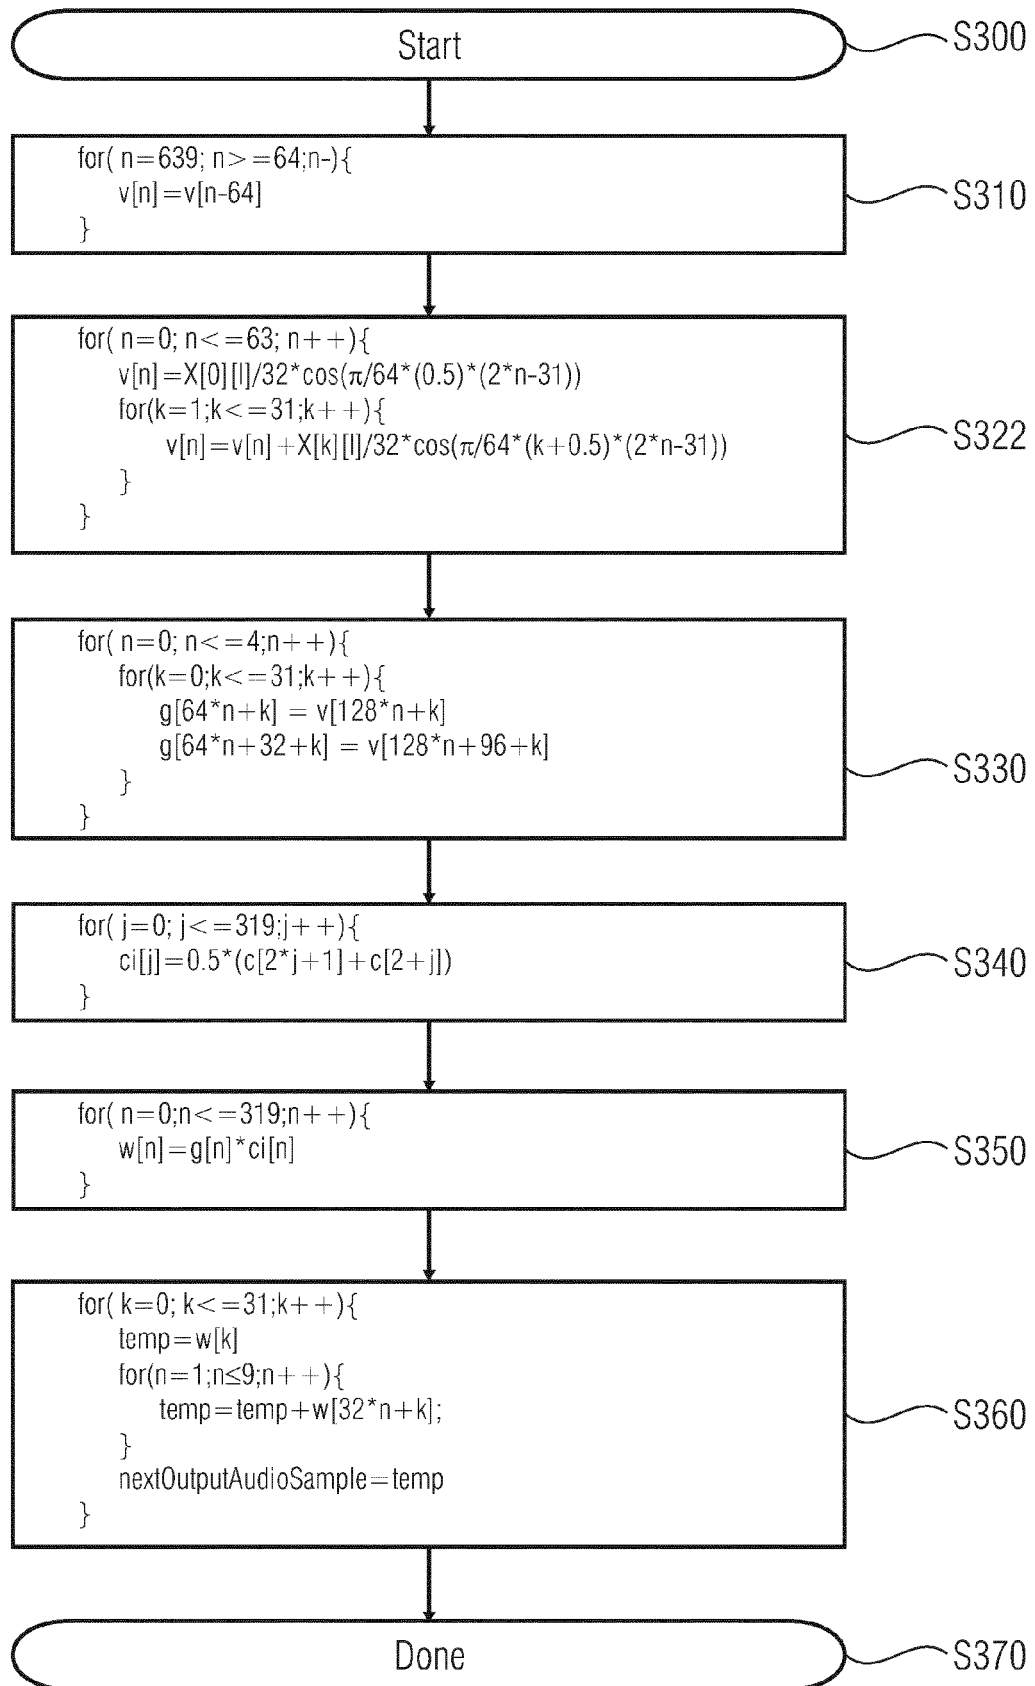 Start
S300
for( n=639; n>=64;n-){
v[n]=v[n-64]
}
S310
for( n=0; n<=63; n++){
v[n]=X[0][l]/32*cos(π/64*(0.5)*(2*n-31))
for(k=1;k<=31;k++){
v[n]=v[n]+X[k][l]/32*cos(π/64*(k+0.5)*(2*n-31))
}
}
S322
for( n=0; n<=4;n++){
for(k=0;k<=31;k++){
g[64*n+k] = v[128*n+k]
g[64*n+32+k] = v[128*n+96+k]
}
}
S330
for( j=0; j<=319;j++){
ci[j]=0.5*(c[2*j+1]+c[2+j])
}
S340
for( n=0;n<=319;n++){
w[n]=g[n]*ci[n]
}
S350
for( k=0; k<=31;k++){
temp=w[k]
for(n=1;n≤9;n++){
temp=temp+w[32*n+k];
}
nextOutputAudioSample=temp
}
S360
Done
S370